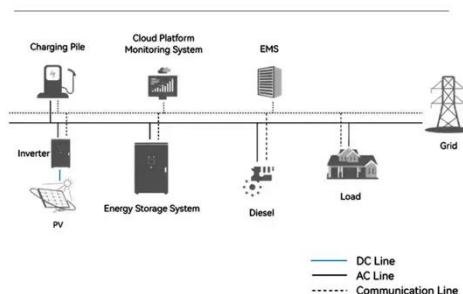 Charging Pile
Cloud Platform
Monitoring System
EMS
Grid
Inverter
PV
Energy Storage System
Diesel
Load
DC Line
AC Line
Communication Line